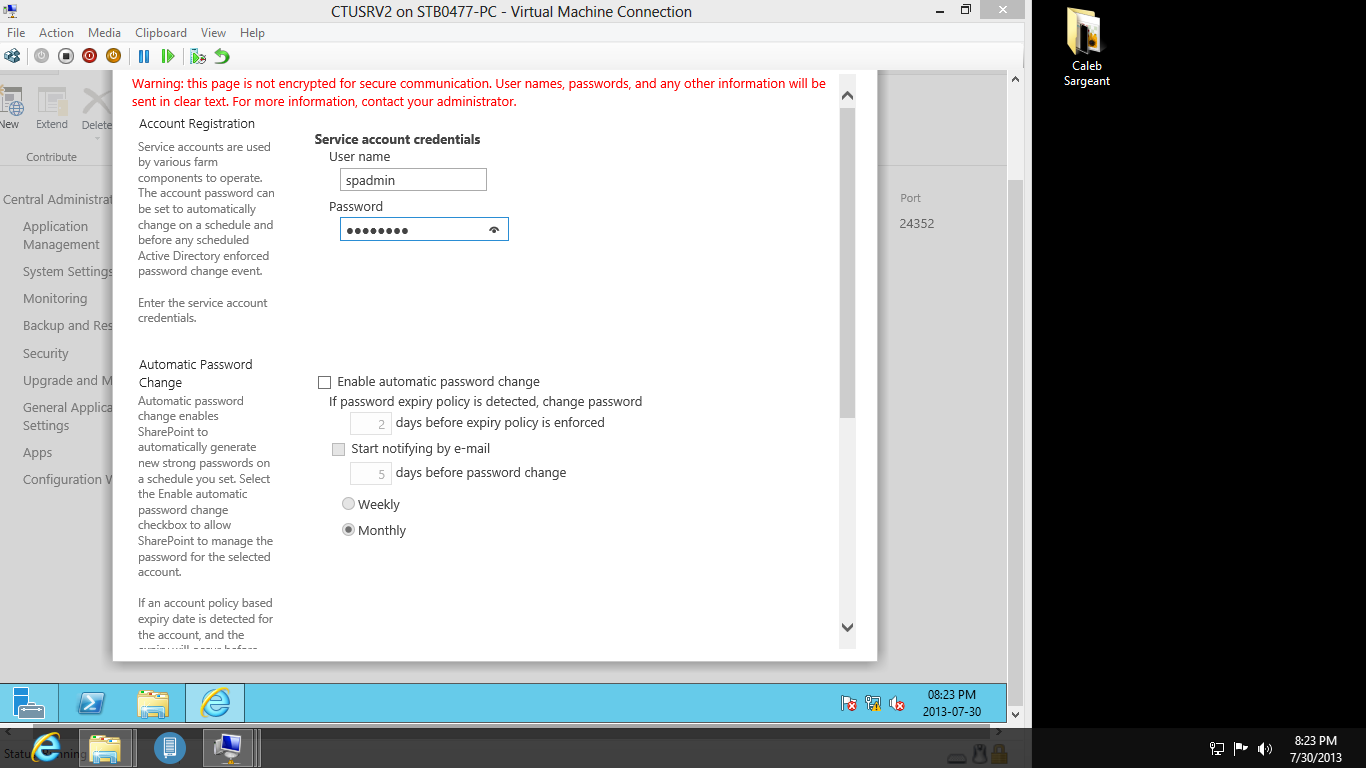 CTUSRV2 on STB0477-PC - Virtual Machine Connection
File Action Media Clipboard View Help
Caleb
Sargeant
New Extend Delete
Contribute
Central Administrat
Application
Management
System Settings
Monitoring
Backup and Res
Security
Upgrade and M
General Applica
Settings
Apps
Configuration W
Warning: this page is not encrypted for secure communication. User names, passwords, and any other information will be
sent in clear text. For more information, contact your administrator.
Account Registration
Service accounts are used
by various farm
components to operate.
The account password can
be set to automatically
change on a schedule and
before any scheduled
Active Directory enforced
password change event.
Enter the service account
credentials.
Service account credentials
User name
spadmin
Password
Automatic Password
Change
Automatic password
change enables
SharePoint to
automatically generate
new strong passwords on
a schedule you set. Select
the Enable automatic
password change
checkbox to allow
SharePoint to manage the
password for the selected
account.
If an account policy based
expiry date is detected for
the account, and the
expiry will occur before
Enable automatic password change
If password expiry policy is detected, change password
2 days before expiry policy is enforced
Start notifying by e-mail
5 days before password change
Weekly
Monthly
Port
24352
08:23 PM
2013-07-30
8:23 PM
7/30/2013